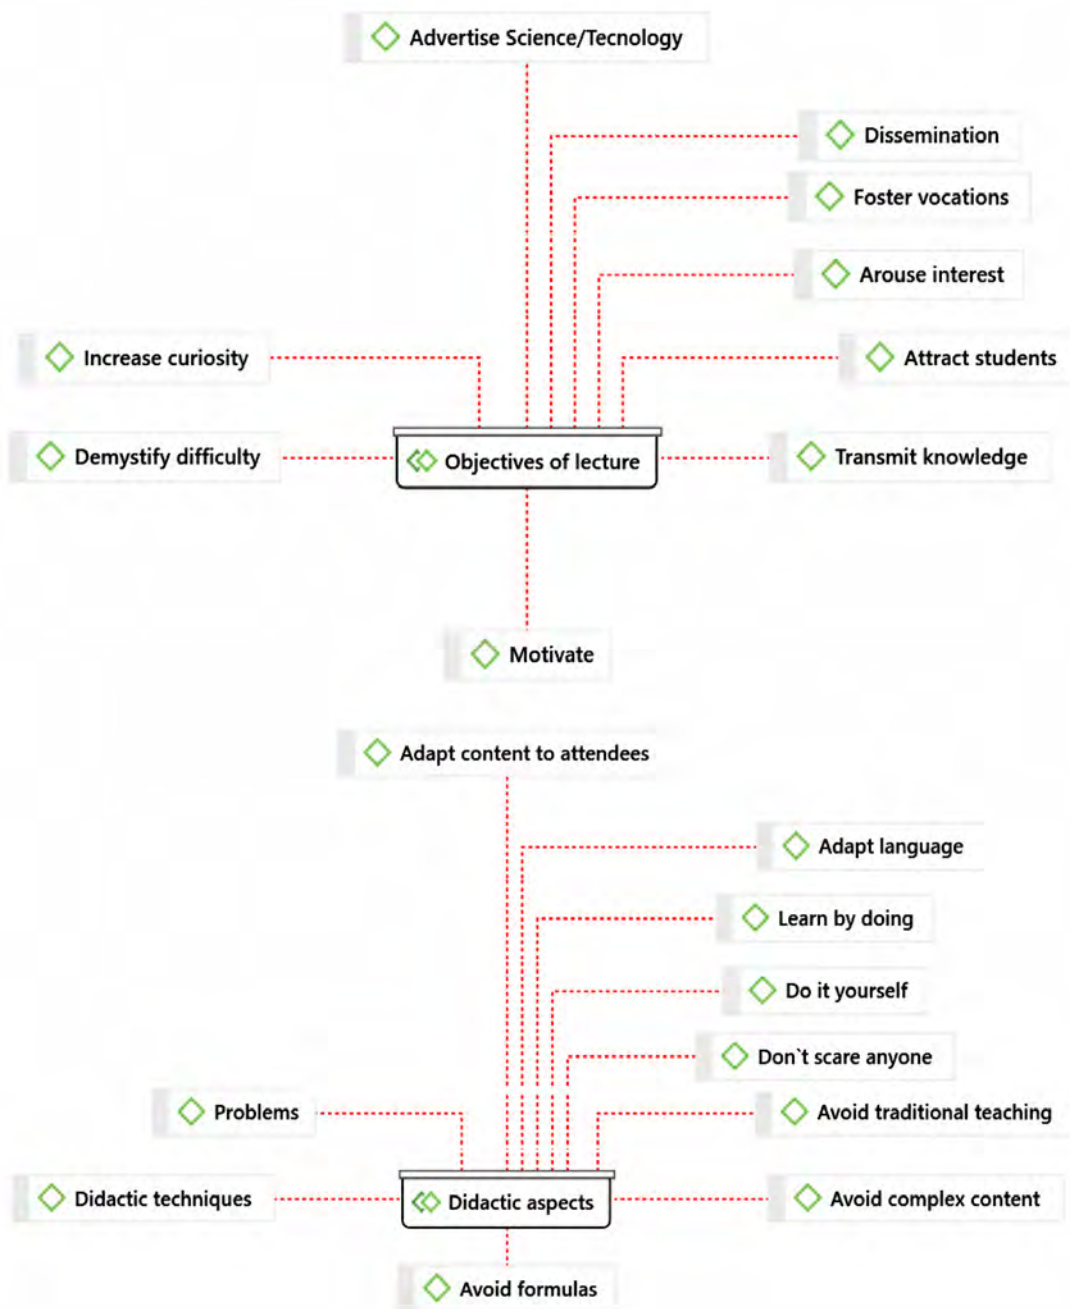 Advertise Science/Tecnology
Dissemination
Foster vocations
Arouse interest
Increase curiosity
Attract students
Demystify difficulty
Objectives of lecture
Transmit knowledge
Motivate
Adapt content to attendees
Adapt language
Learn by doing
Do it yourself
Don`t scare anyone
Problems
Avoid traditional teaching
Didactic techniques
Didactic aspects
Avoid complex content
Avoid formulas